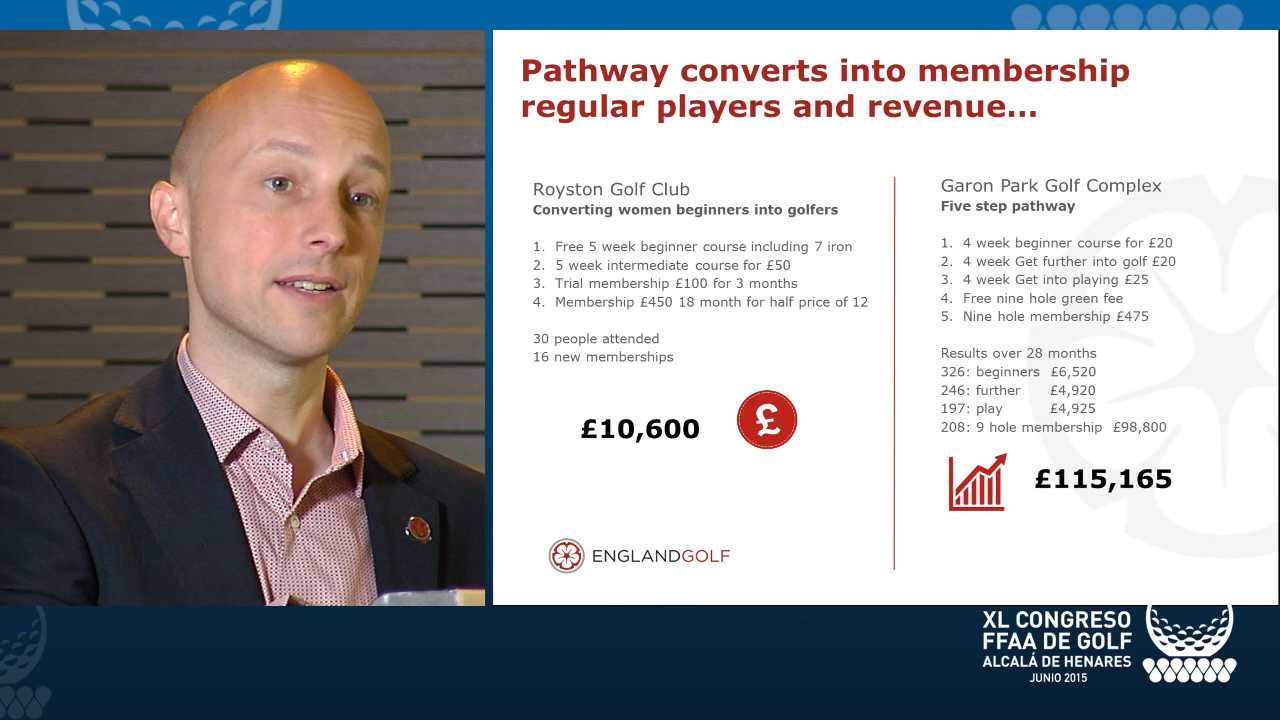 Pathway converts into membership
regular players and revenue...
Royston Golf Club
Converting women beginners into golfers
1. Free 5 week beginner course including 7 iron
2. 5 week intermediate course for £50
3. Trial membership £100 for 3 months
4. Membership £450 18 month for half price of 12
30 people attended
16 new memberships
£10,600
£
ENGLANDGOLF
Garon Park Golf Complex
Five step pathway
1. 4 week beginner course for £20
2. 4 week Get further into golf £20
3. 4 week Get into playing £25
4. Free nine hole green fee
5. Nine hole membership £475
Results over 28 months
326: beginners £6,520
246: further £4,920
197: play £4,925
208: 9 hole membership £98,800
£115,165
XL CONGRESO
FFAA DE GOLF
ALCALÁ DE HENARES
JUNIO 2015